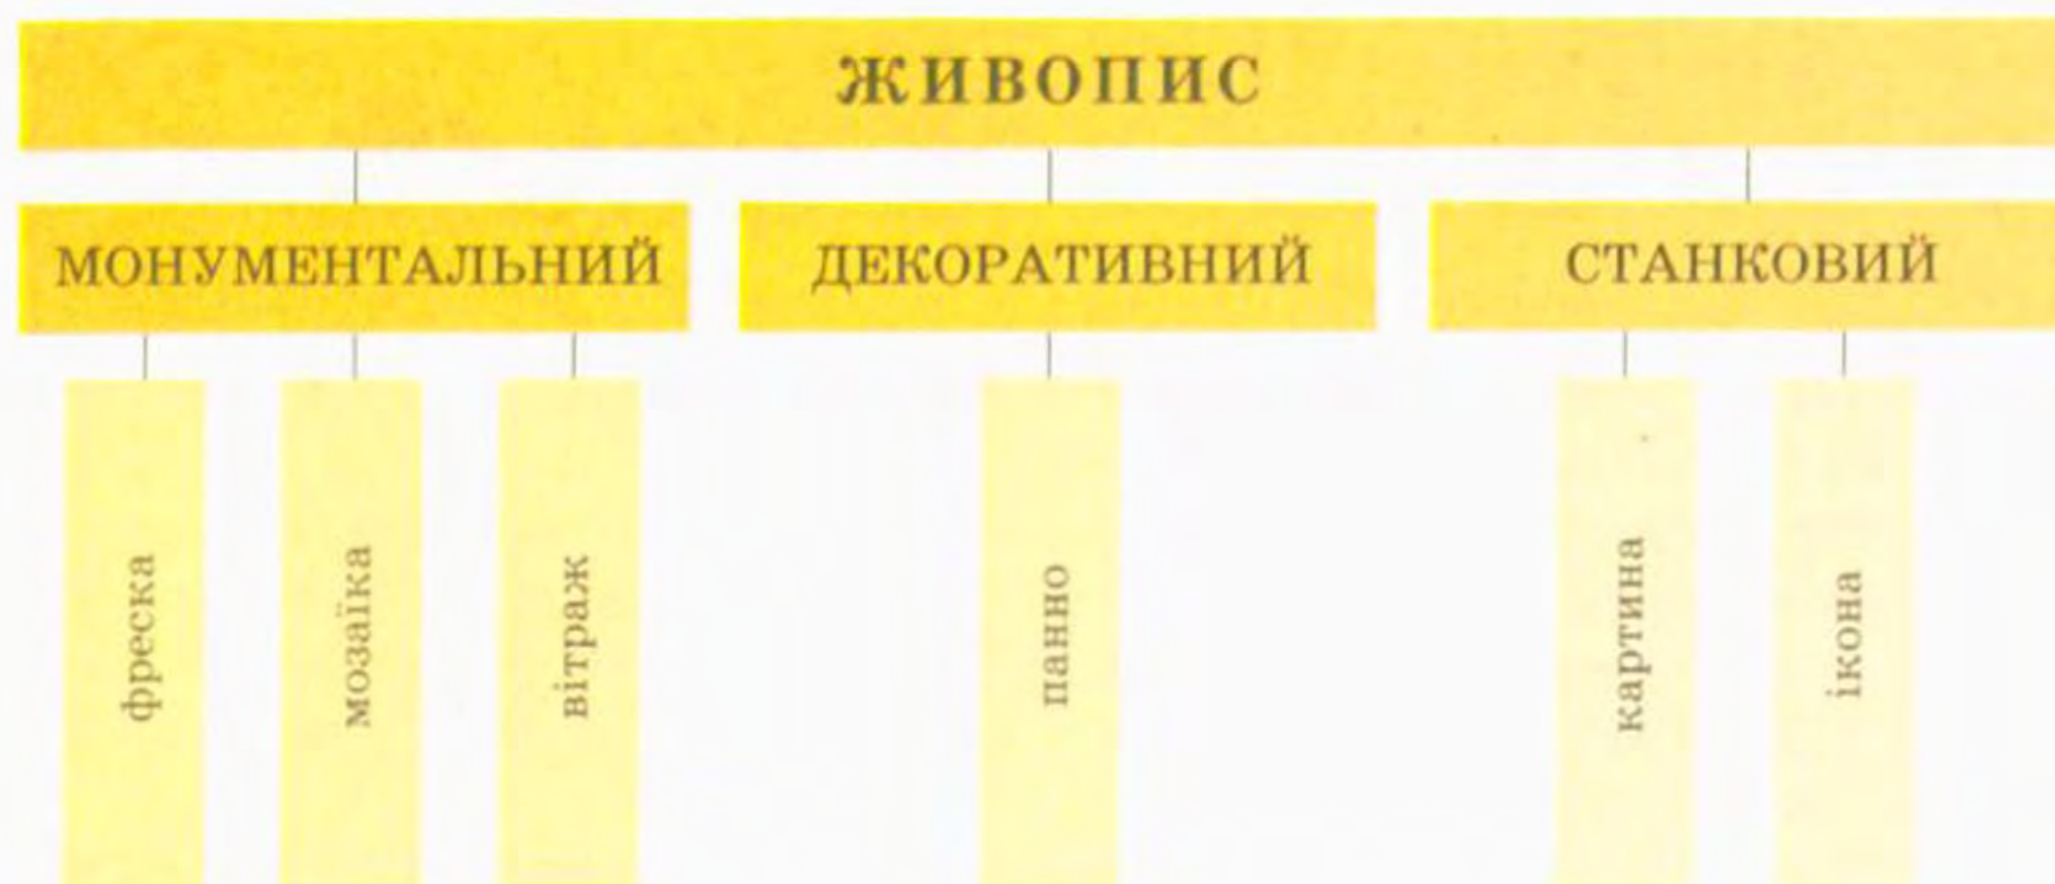 ЖИВОПИС
МОНУМЕНТАЛЬНИЙ
ДЕКОРАТИВНИЙ
СТАНКОВИЙ
фреска
мозаїка
вітраж
панно
картина
ікона